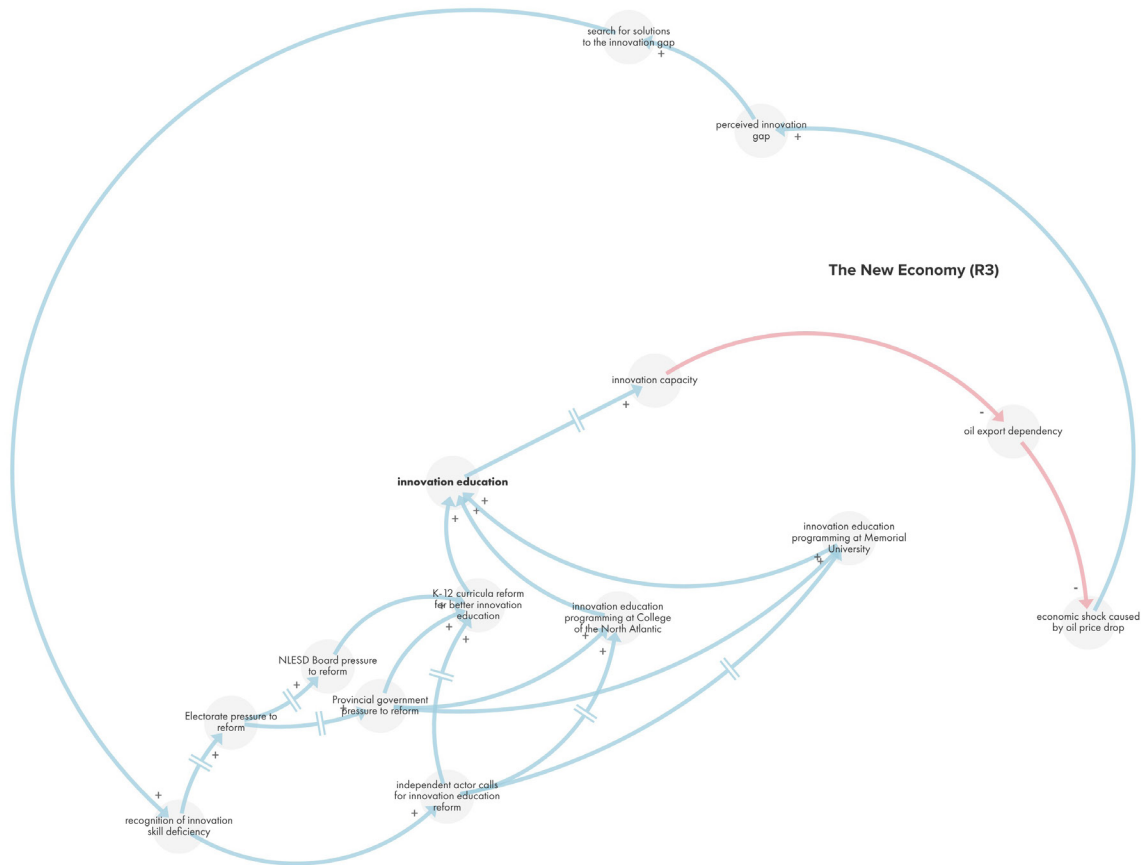 search for solutions
to the innovation gap
+
perceived innovation
gap
+
The New Economy (R3)
innovation capacity
+
-
oil export dependency
innovation education
+
+
+
innovation education
programming at Memorial
University
+
+
K-12 curricula reform
for better innovation
education
+
+
+
innovation education
programming at College
of the North Atlantic
+
+
-
economic shock caused
by oil price drop
NLESD Board pressure
to reform
+
Provincial government
pressure to reform
+
Electorate pressure to
reform
+
independent actor calls
for innovation education
reform
+
+
recognition of innovation
skill deficiency